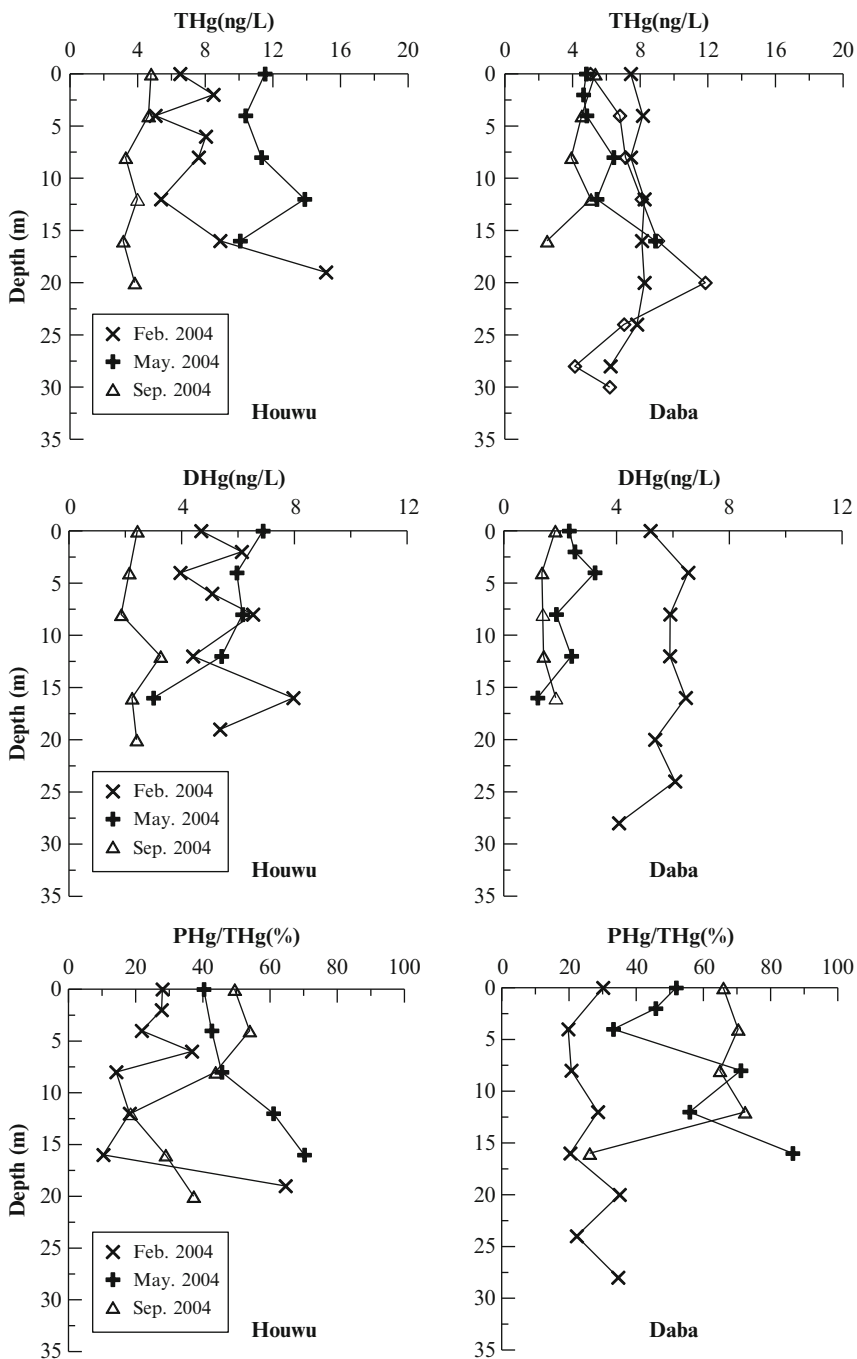 THg(ng/L)
0 4 8 12 16 20
0
5
10
15
20
25
30
35
Depth (m)
Feb. 2004
May. 2004
Sep. 2004
Houwu
THg(ng/L)
0 4 8 12 16 20
0
5
10
15
20
25
30
35
Daba
DHg(ng/L)
0 4 8 12
0
5
10
15
20
25
30
35
Depth (m)
Feb. 2004
May. 2004
Sep. 2004
Houwu
DHg(ng/L)
0 4 8 12
0
5
10
15
20
25
30
35
Daba
PHg/THg(%)
0 20 40 60 80 100
0
5
10
15
20
25
30
35
Depth (m)
Feb. 2004
May. 2004
Sep. 2004
Houwu
PHg/THg(%)
0 20 40 60 80 100
0
5
10
15
20
25
30
35
Daba